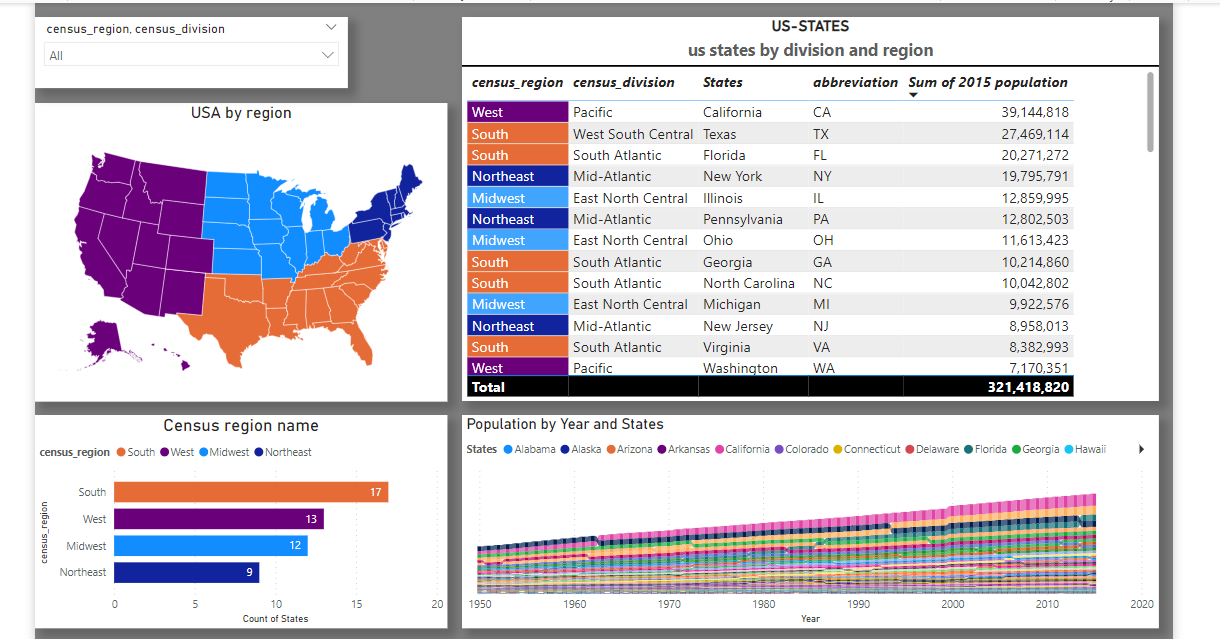 census_region, census_division
All
USA by region
US-STATES
us states by division and region
census_region census_division States abbreviation Sum of 2015 population
West Pacific California CA 39,144,818
South West South Central Texas TX 27,469,114
South South Atlantic Florida FL 20,271,272
Northeast Mid-Atlantic New York NY 19,795,791
Midwest East North Central Illinois IL 12,859,995
Northeast Mid-Atlantic Pennsylvania PA 12,802,503
Midwest East North Central Ohio OH 11,613,423
South South Atlantic Georgia GA 10,214,860
South South Atlantic North Carolina NC 10,042,802
Midwest East North Central Michigan MI 9,922,576
Northeast Mid-Atlantic New Jersey NJ 8,958,013
South South Atlantic Virginia VA 8,382,993
West Pacific Washington WA 7,170,351
Total 321,418,820
Census region name
census_region South West Midwest Northeast
census_region
South 17
West 13
Midwest 12
Northeast 9
0 5 10 15 20
Count of States
Population by Year and States
States Alabama Alaska Arizona Arkansas California Colorado Connecticut Delaware Florida Georgia Hawaii
1950 1960 1970 1980 1990 2000 2010 2020
Year